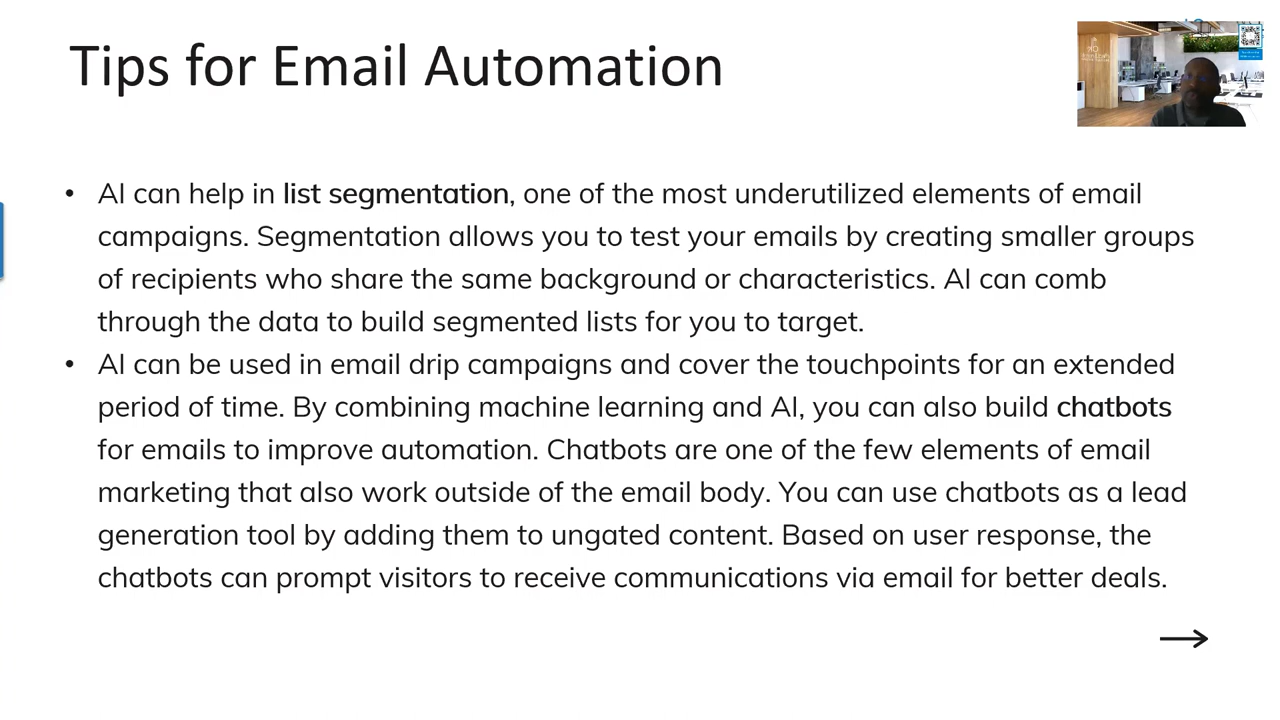 Tips for Email Automation
• AI can help in list segmentation, one of the most underutilized elements of email
campaigns. Segmentation allows you to test your emails by creating smaller groups
of recipients who share the same background or characteristics. AI can comb
through the data to build segmented lists for you to target.
• AI can be used in email drip campaigns and cover the touchpoints for an extended
period of time. By combining machine learning and AI, you can also build chatbots
for emails to improve automation. Chatbots are one of the few elements of email
marketing that also work outside of the email body. You can use chatbots as a lead
generation tool by adding them to ungated content. Based on user response, the
chatbots can prompt visitors to receive communications via email for better deals.